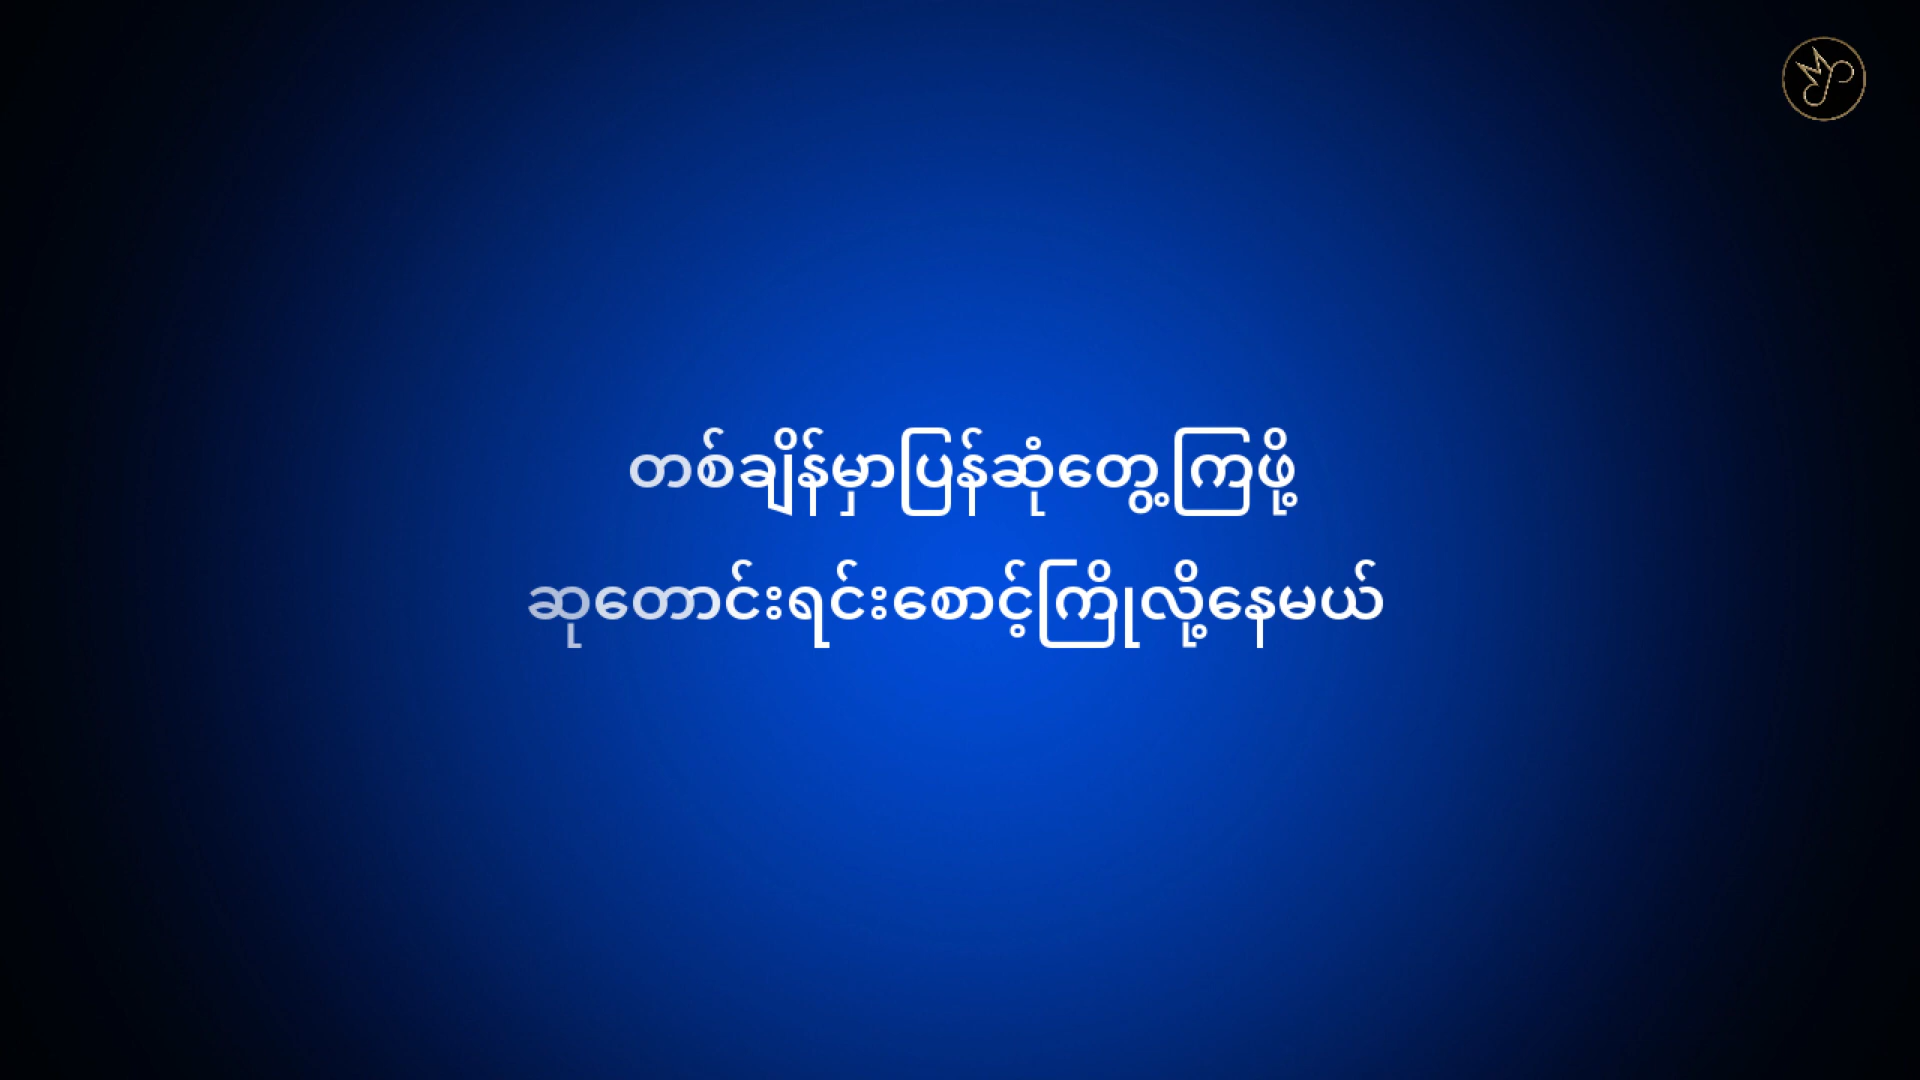 တစ်ချိန်မှာပြန်ဆုံတွေ့ကြဖို့
ဆုတောင်းရင်းစောင့်ကြိုလို့နေမယ်